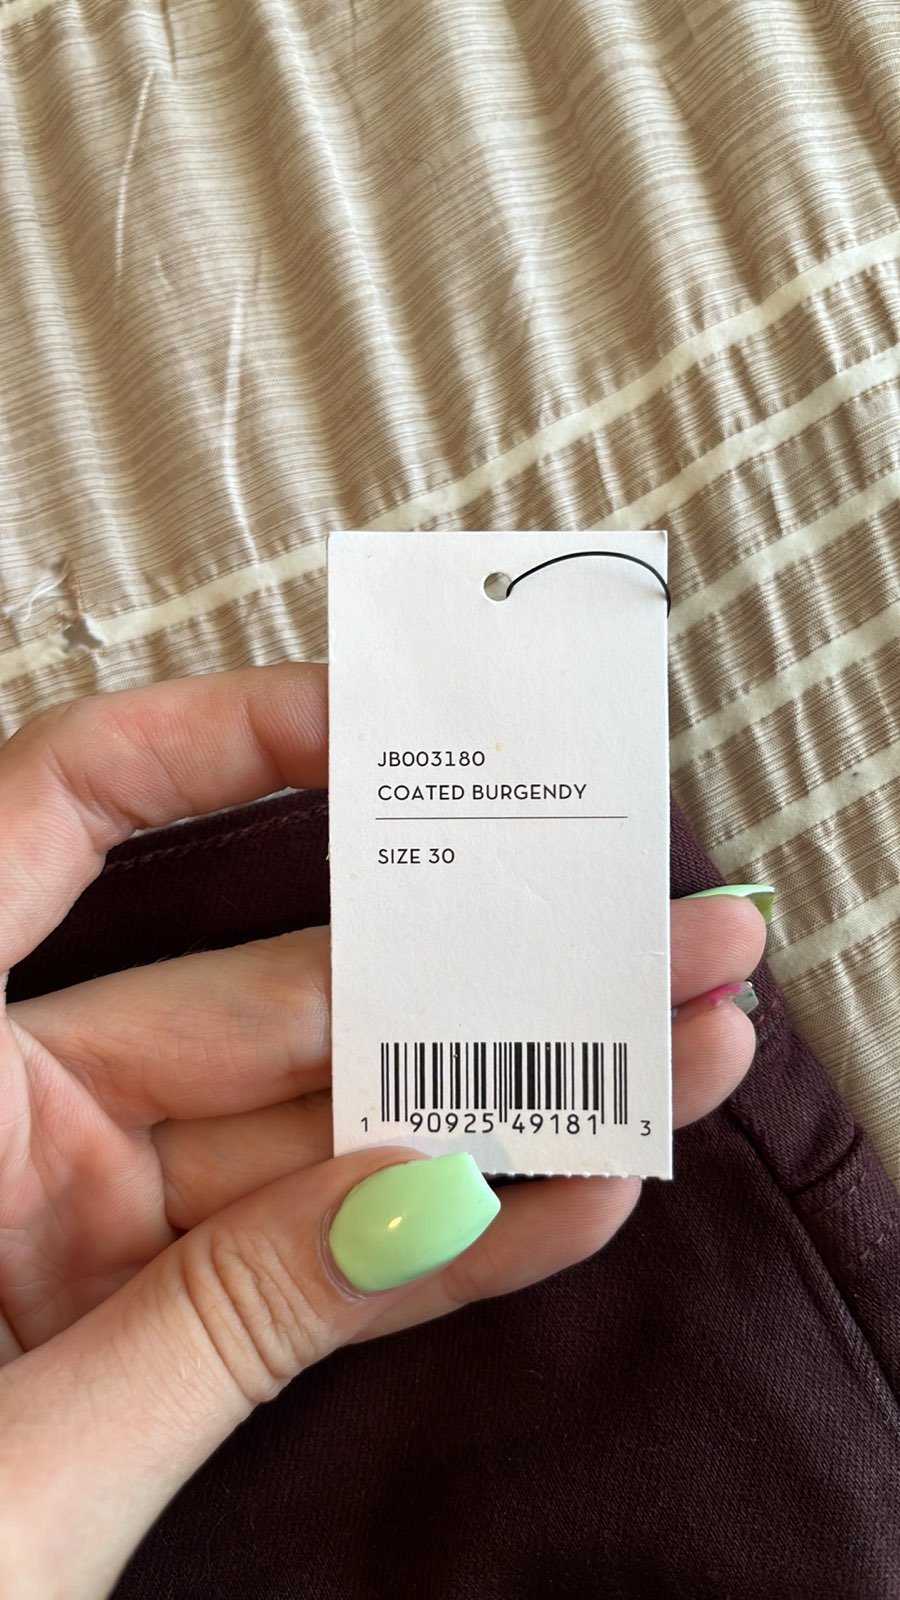 JB003180
COATED BURGENDY
SIZE 30
1 90925 49181 3